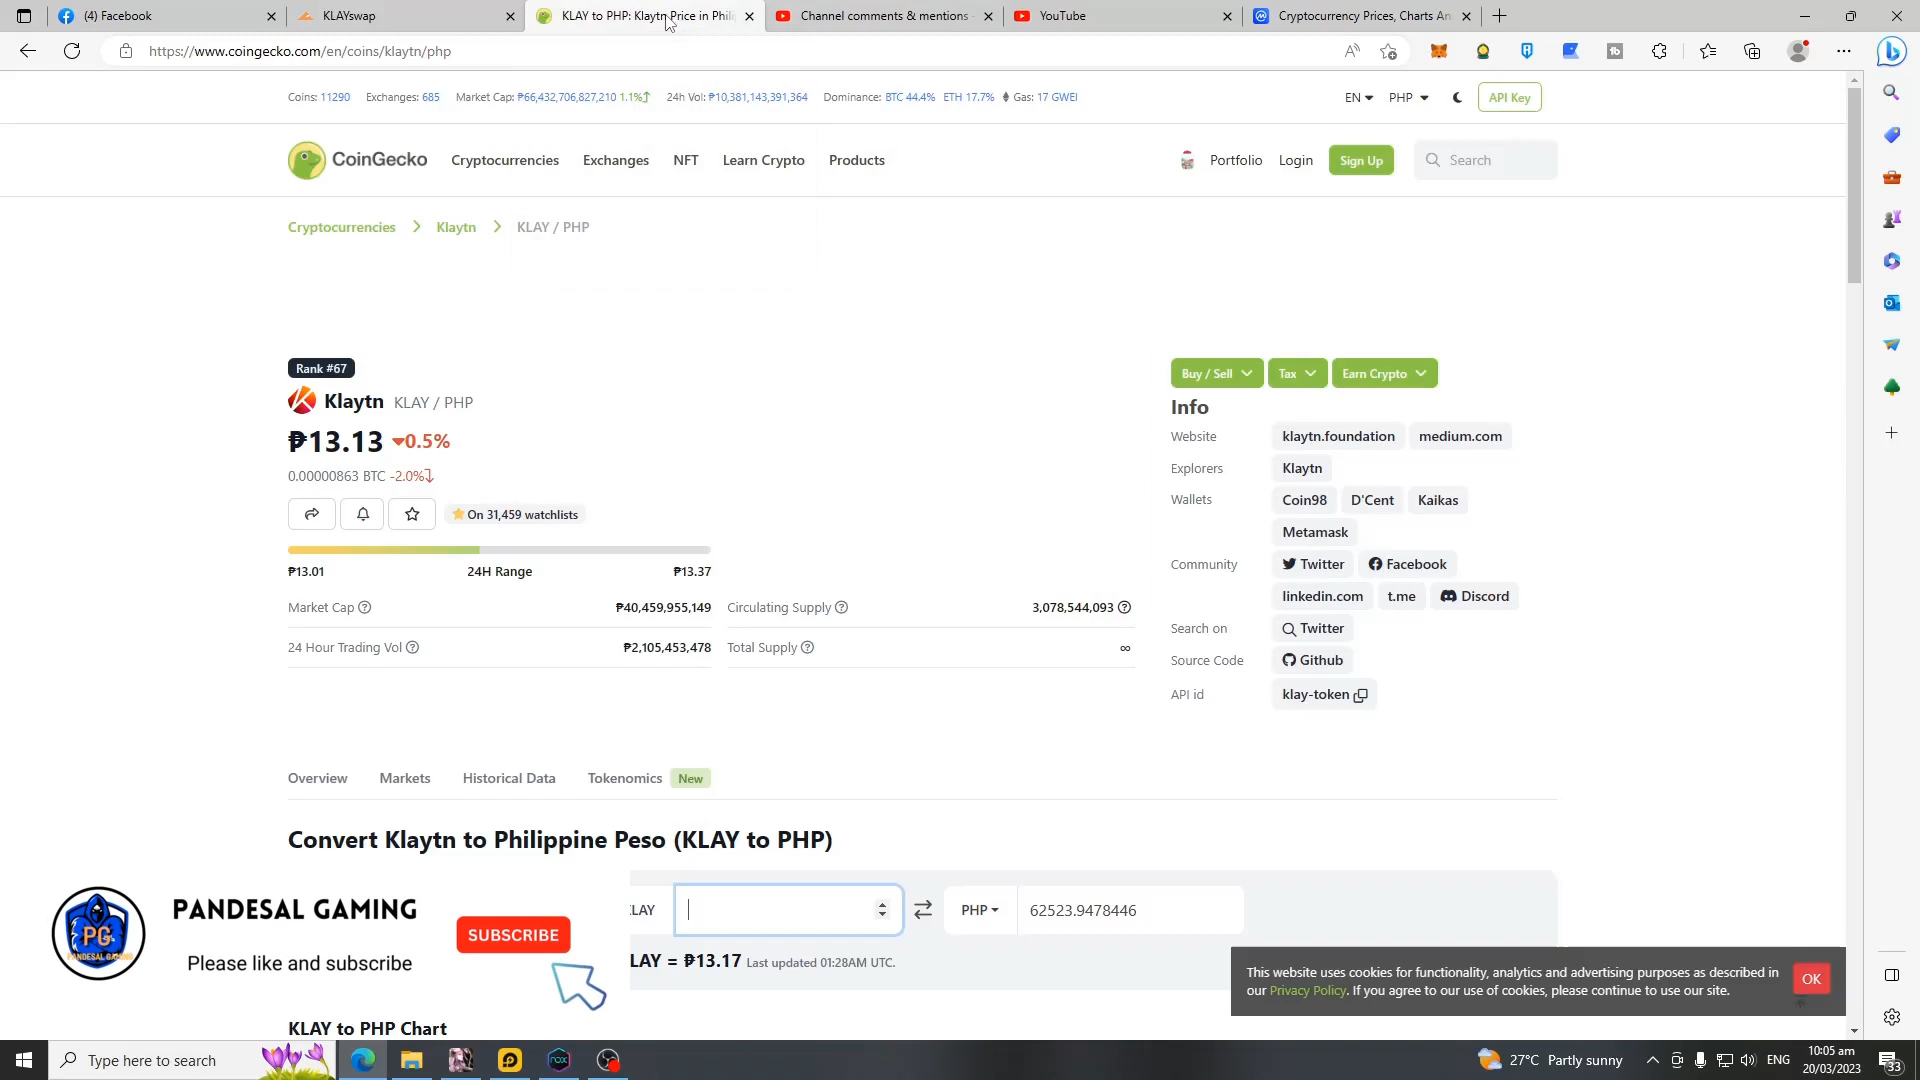 (4) Facebook
KLAYswap
KLAY to PHP: Klaytn Price in Phili
Channel comments & mentions -
YouTube
Cryptocurrency Prices, Charts An
https://www.coingecko.com/en/coins/klaytn/php
Coins: 11290 Exchanges: 685 Market Cap: ₱66,432,706,827,210 1.1% 24h Vol: ₱10,381,143,391,364 Dominance: BTC 44.4% ETH 17.7% Gas: 17 GWEI
EN PHP API Key
CoinGecko Cryptocurrencies Exchanges NFT Learn Crypto Products
Portfolio Login Sign Up Search
Cryptocurrencies Klaytn KLAY / PHP
Rank #67
Klaytn KLAY / PHP
₱13.13 0.5%
0.00000863 BTC -2.0%
On 31,459 watchlists
₱13.01 24H Range ₱13.37
Market Cap ₱40,459,955,149 Circulating Supply 3,078,544,093
24 Hour Trading Vol ₱2,105,453,478 Total Supply ∞
Buy / Sell Tax Earn Crypto
Info
Website klaytn.foundation medium.com
Explorers Klaytn
Wallets Coin98 D'Cent Kaikas
Metamask
Community Twitter Facebook
linkedin.com t.me Discord
Search on Twitter
Source Code Github
API id klay-token
Overview Markets Historical Data Tokenomics New
Convert Klaytn to Philippine Peso (KLAY to PHP)
LAY PHP 62523.9478446
LAY = ₱13.17 Last updated 01:28AM UTC.
PG
PANDESAL GAMING
PANDESAL GAMING
Please like and subscribe
SUBSCRIBE
This website uses cookies for functionality, analytics and advertising purposes as described in
our Privacy Policy. If you agree to our use of cookies, please continue to use our site.
OK
KLAY to PHP Chart
Type here to search
nox
27°C Partly sunny
ENG
10:05 am
20/03/2023
33